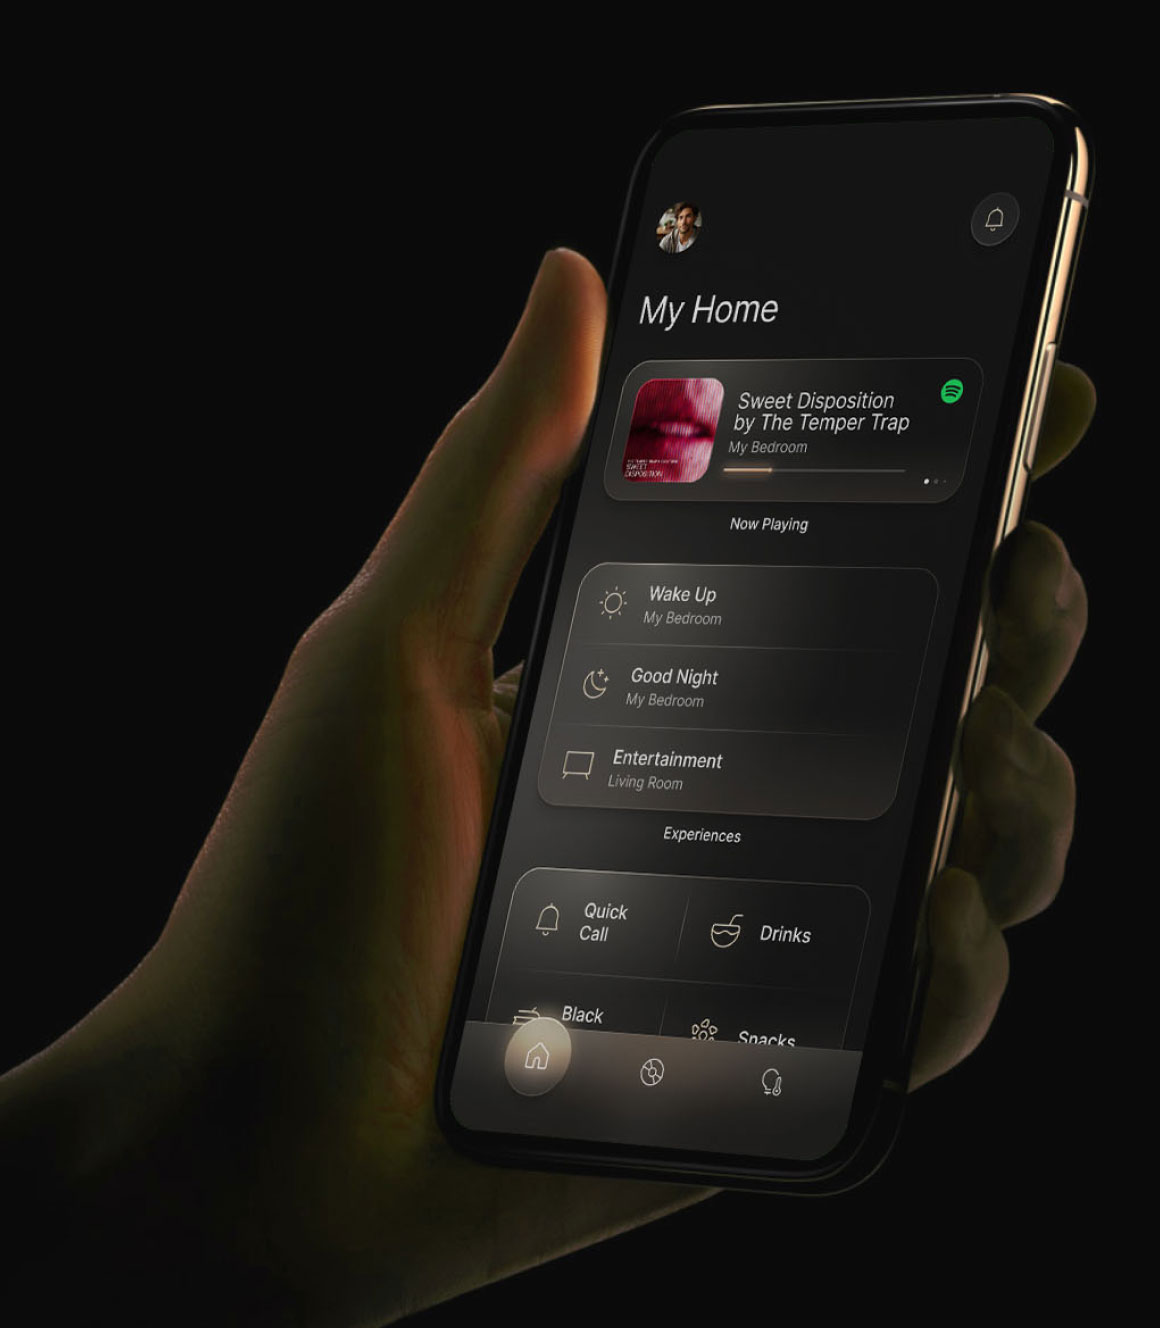 My Home
Sweet Disposition
by The Temper Trap
My Bedroom
SWEET
DISPOSITION
Now Playing
Wake Up
My Bedroom
Good Night
My Bedroom
Entertainment
Living Room
Experiences
Quick
Call
Drinks
Black
Snacks